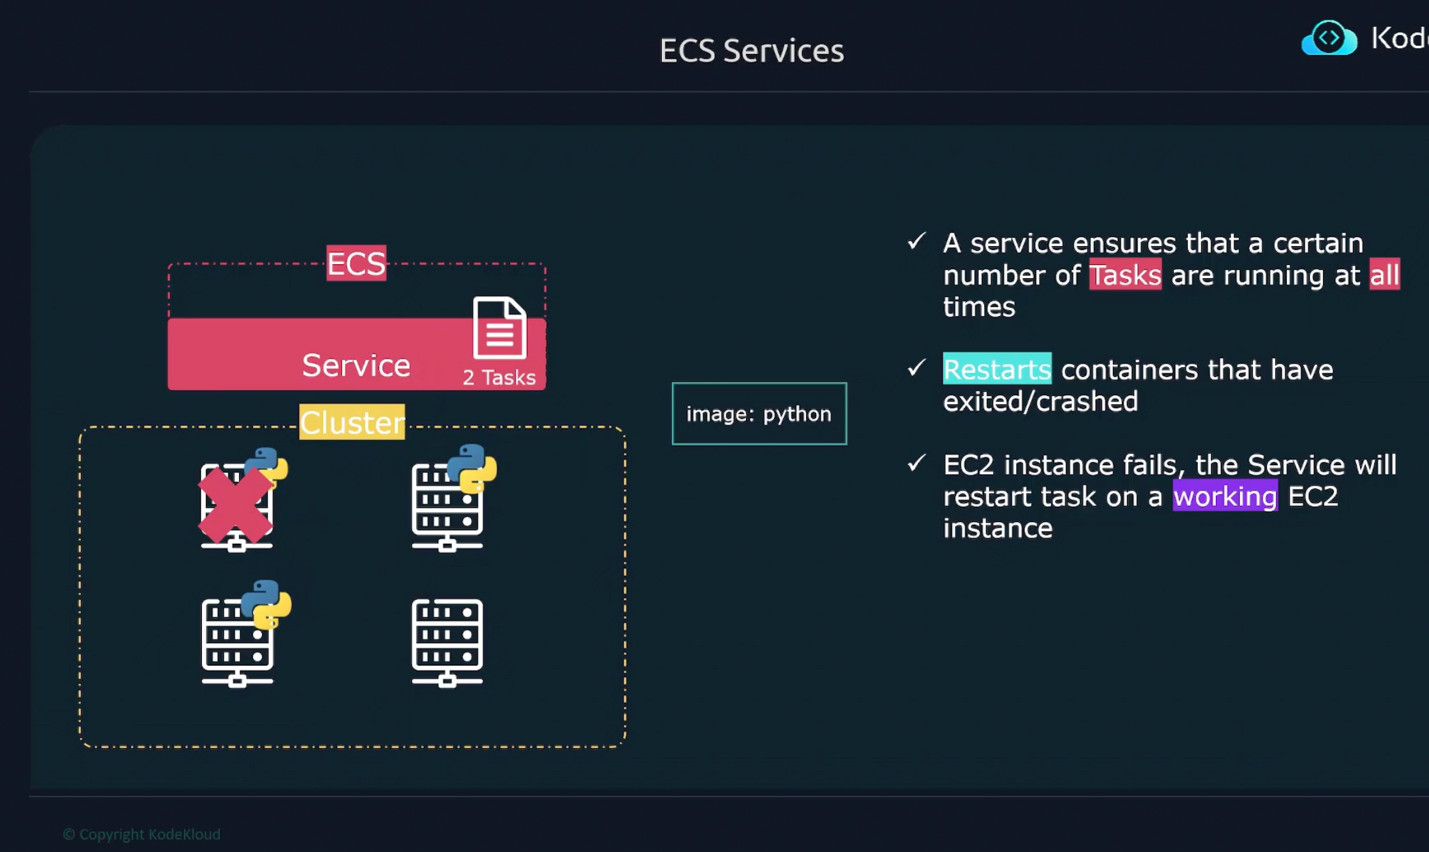 ECS Services
Kod
ECS
Service
2 Tasks
Cluster
image: python
✓ A service ensures that a certain
number of Tasks are running at all
times
✓ Restarts containers that have
exited/crashed
✓ EC2 instance fails, the Service will
restart task on a working EC2
instance
© Copyright KodeKloud